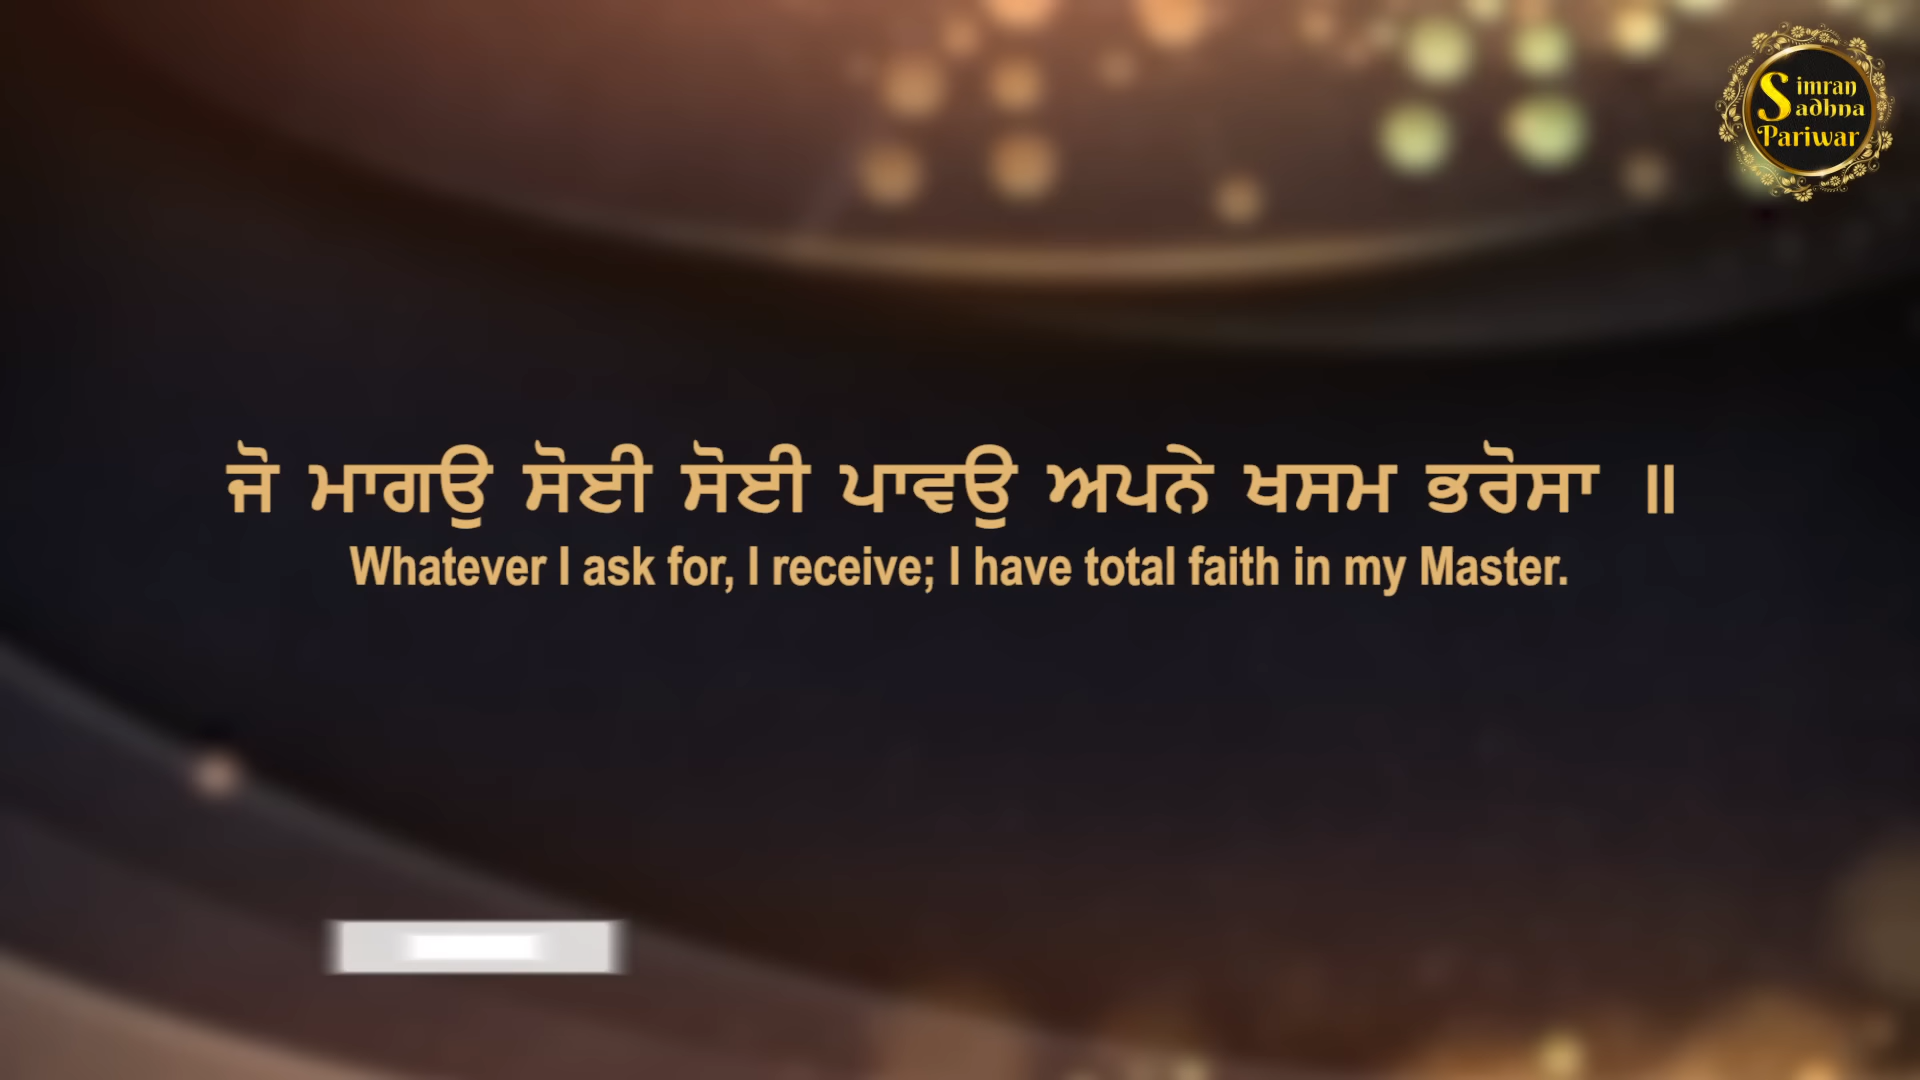 Simran
Sadhna
Pariwar
ਜੋ ਮਾਗਉ ਸੋਈ ਸੋਈ ਪਾਵਉ ਅਪਨੇ ਖਸਮ ਭਰੋਸਾ ॥
Whatever I ask for, I receive; I have total faith in my Master.